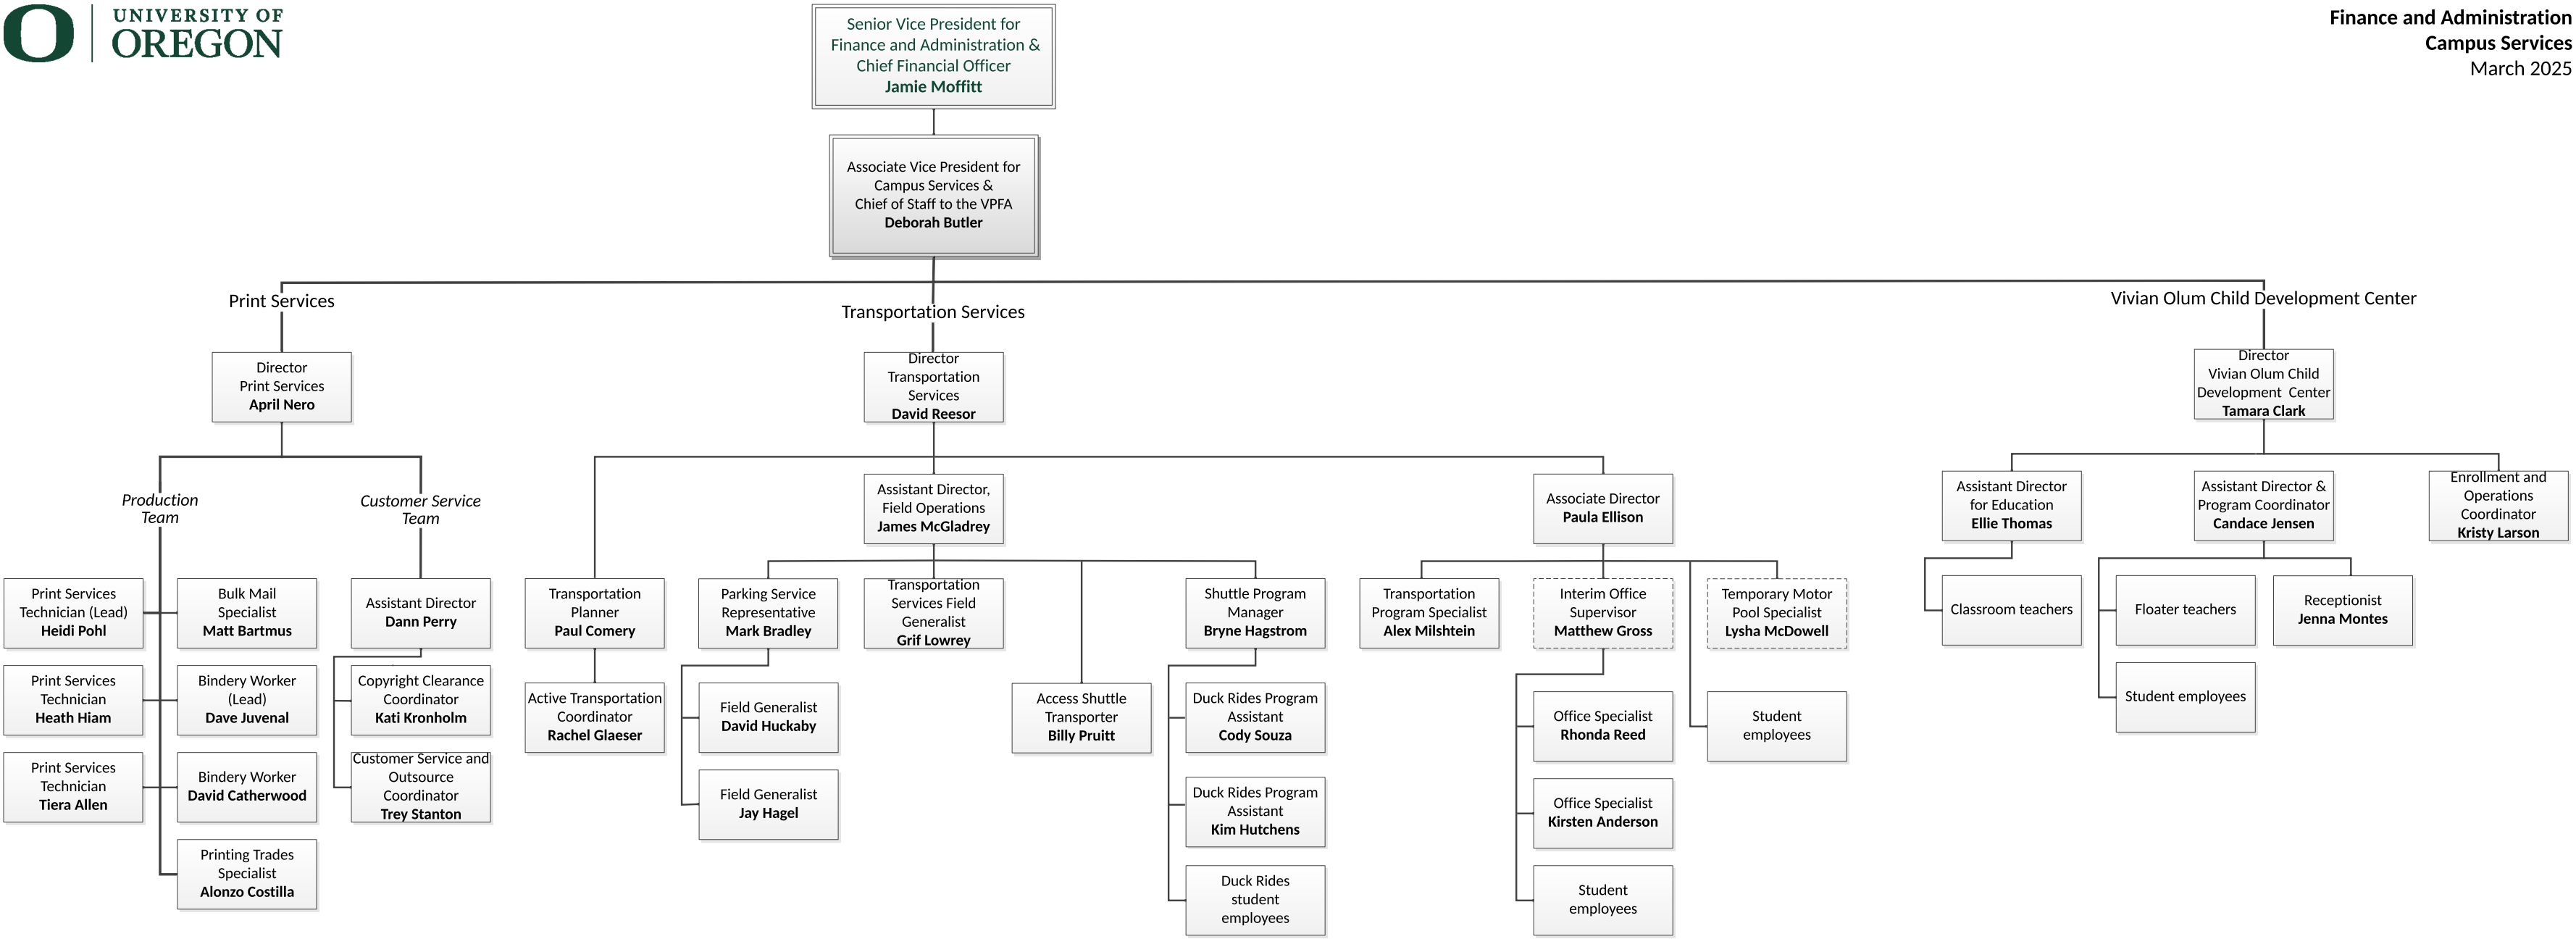 UNIVERSITY OF
OREGON
Finance and Administration
Campus Services
March 2025
Senior Vice President for
Finance and Administration &
Chief Financial Officer
Jamie Moffitt
Associate Vice President for
Campus Services &
Chief of Staff to the VPFA
Deborah Butler
Print Services
Director
Print Services
April Nero
Production
Team
Print Services
Technician (Lead)
Heidi Pohl
Bulk Mail
Specialist
Matt Bartmus
Print Services
Technician
Heath Hiam
Bindery Worker
(Lead)
Dave Juvenal
Print Services
Technician
Tiera Allen
Bindery Worker
David Catherwood
Printing Trades
Specialist
Alonzo Costilla
Customer Service
Team
Assistant Director
Dann Perry
Copyright Clearance
Coordinator
Kati Kronholm
Customer Service and
Outsource
Coordinator
Trey Stanton
Transportation Services
Director
Transportation
Services
David Reesor
Transportation
Planner
Paul Comery
Active Transportation
Coordinator
Rachel Glaeser
Assistant Director,
Field Operations
James McGladrey
Parking Service
Representative
Mark Bradley
Field Generalist
David Huckaby
Field Generalist
Jay Hagel
Transportation
Services Field
Generalist
Grif Lowrey
Access Shuttle
Transporter
Billy Pruitt
Shuttle Program
Manager
Bryne Hagstrom
Duck Rides Program
Assistant
Cody Souza
Duck Rides Program
Assistant
Kim Hutchens
Duck Rides
student
employees
Associate Director
Paula Ellison
Transportation
Program Specialist
Alex Milshtein
Interim Office
Supervisor
Matthew Gross
Office Specialist
Rhonda Reed
Office Specialist
Kirsten Anderson
Student
employees
Temporary Motor
Pool Specialist
Lysha McDowell
Student
employees
Vivian Olum Child Development Center
Director
Vivian Olum Child
Development  Center
Tamara Clark
Assistant Director
for Education
Ellie Thomas
Classroom teachers
Assistant Director &
Program Coordinator
Candace Jensen
Floater teachers
Student employees
Receptionist
Jenna Montes
Enrollment and
Operations
Coordinator
Kristy Larson